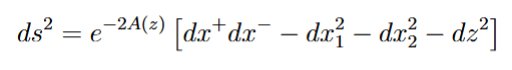 ds² = e^{-2A(z)} [dx⁺dx⁻ − dx₁² − dx₂² − dz²]